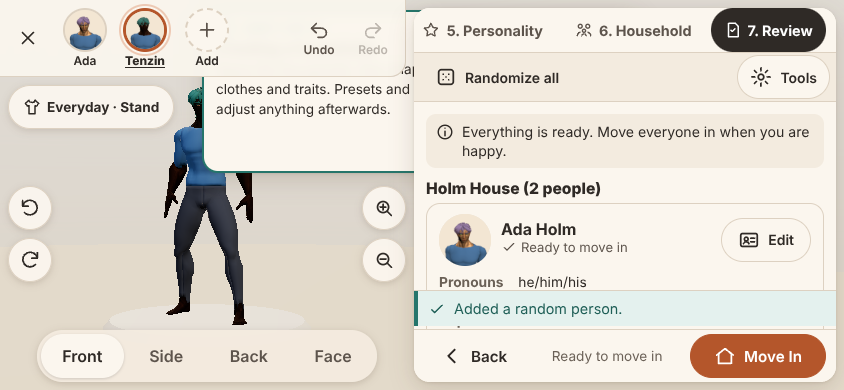 Ada
Tenzin
Add
Undo
Redo
clothes and traits. Presets and
adjust anything afterwards.
Everyday · Stand
Front
Side
Back
Face
5. Personality
6. Household
7. Review
Randomize all
Tools
Everything is ready. Move everyone in when you are
happy.
Holm House (2 people)
Ada Holm
Ready to move in
Edit
Pronouns he/him/his
Added a random person.
Back
Ready to move in
Move In